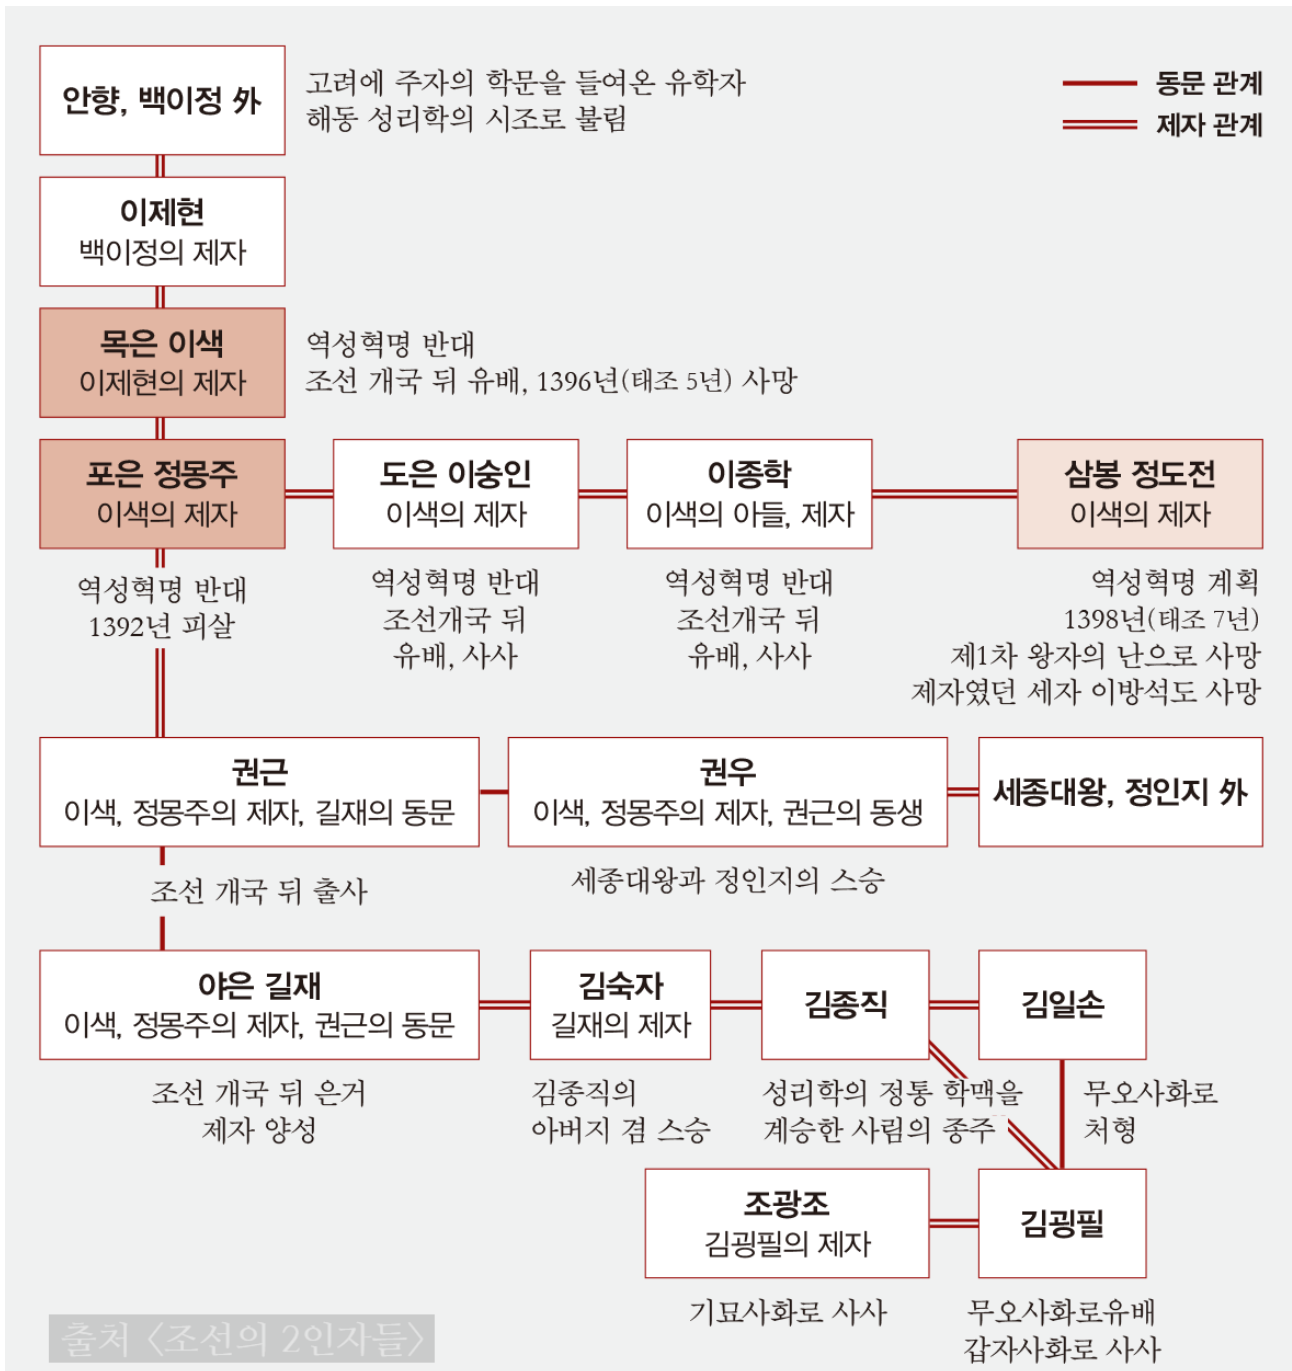 안향, 백이정 外
고려에 주자의 학문을 들여온 유학자
해동 성리학의 시조로 불림
동문 관계
제자 관계
이제현
백이정의 제자
목은 이색
이제현의 제자
역성혁명 반대
조선 개국 뒤 유배, 1396년(태조 5년) 사망
포은 정몽주
이색의 제자
도은 이숭인
이색의 제자
이종학
이색의 아들, 제자
삼봉 정도전
이색의 제자
역성혁명 반대
1392년 피살
역성혁명 반대
조선개국 뒤
유배, 사사
역성혁명 반대
조선개국 뒤
유배, 사사
역성혁명 계획
1398년(태조 7년)
제1차 왕자의 난으로 사망
제자였던 세자 이방석도 사망
권근
이색, 정몽주의 제자, 길재의 동문
권우
이색, 정몽주의 제자, 권근의 동생
세종대왕, 정인지 外
조선 개국 뒤 출사
세종대왕과 정인지의 스승
야은 길재
이색, 정몽주의 제자, 권근의 동문
김숙자
길재의 제자
김종직
김일손
조선 개국 뒤 은거
제자 양성
김종직의
아버지 겸 스승
성리학의 정통 학맥을
계승한 사림의 종주
무오사화로
처형
조광조
김굉필의 제자
김굉필
기묘사화로 사사
무오사화로유배
갑자사화로 사사
출처 〈조선의 2인자들〉